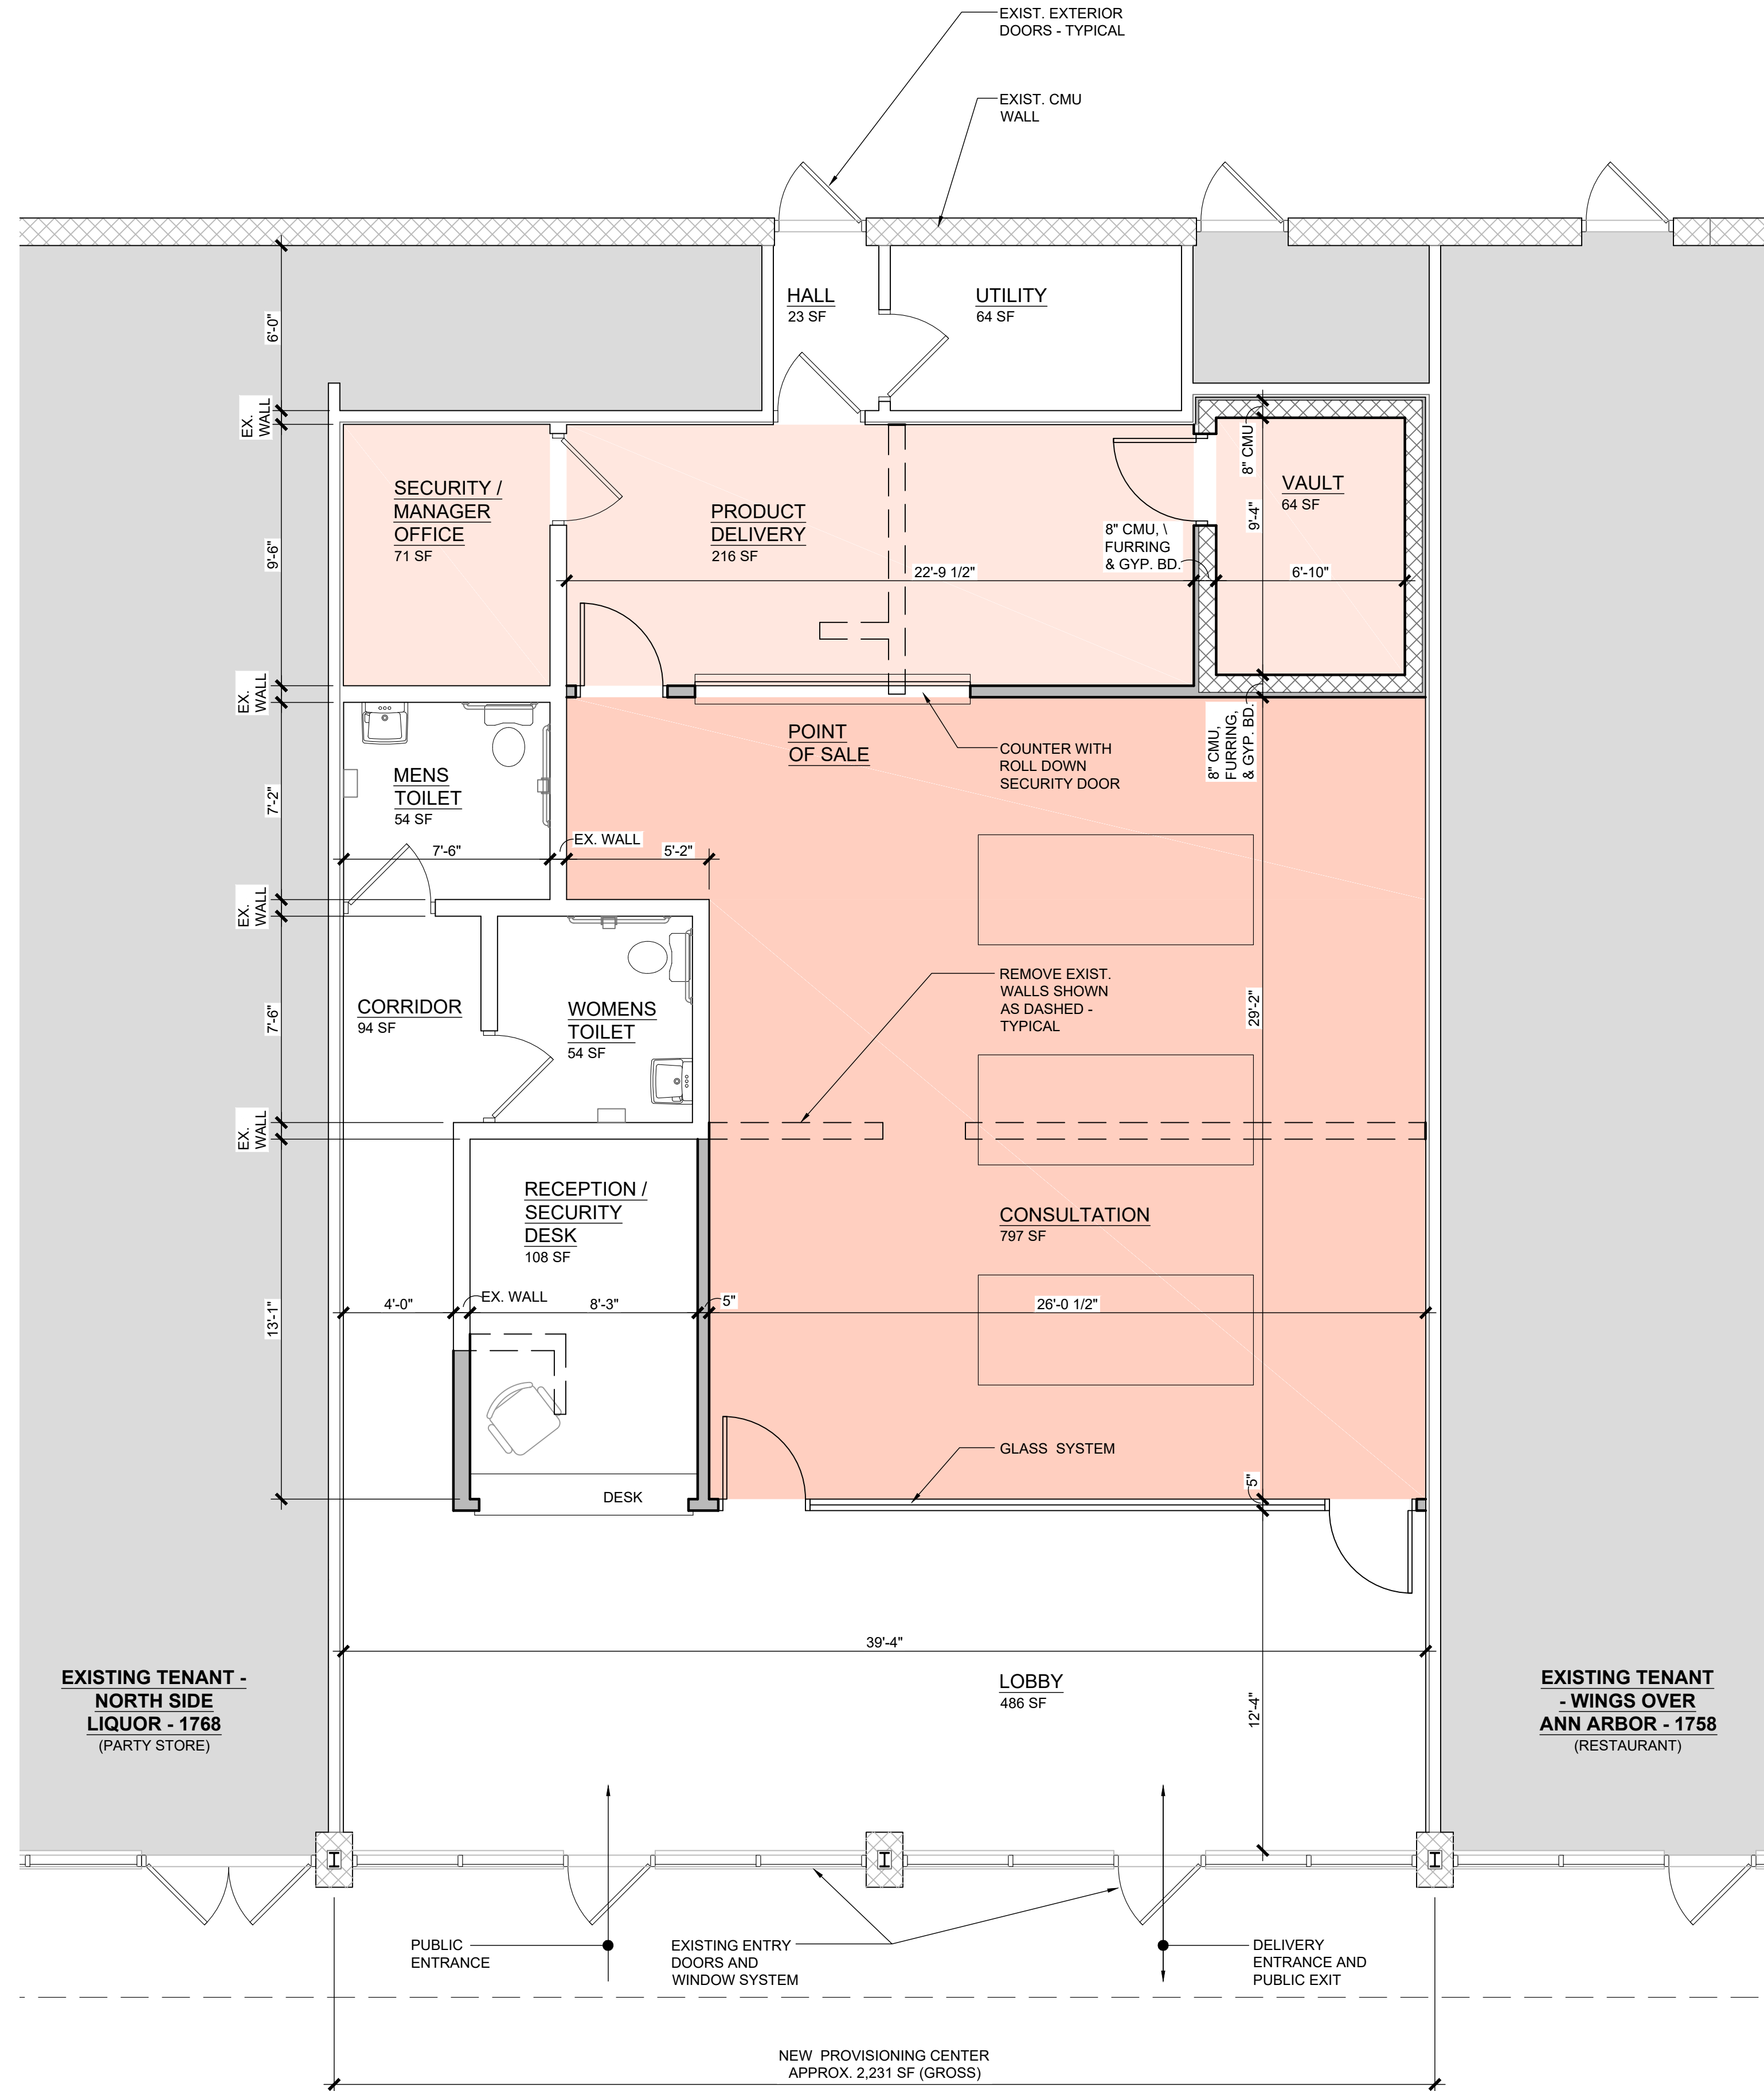 EXIST. EXTERIOR
DOORS - TYPICAL
EXIST. CMU
WALL
HALL
23 SF
UTILITY
64 SF
6'-0"
EX.
WALL
9'-6"
SECURITY /
MANAGER
OFFICE
71 SF
PRODUCT
DELIVERY
216 SF
22'-9 1/2"
8" CMU, \
FURRING
& GYP. BD.
8" CMU
9'-4"
VAULT
64 SF
6'-10"
EX.
WALL
7'-2"
MENS
TOILET
54 SF
7'-6"
EX. WALL
5'-2"
POINT
OF SALE
COUNTER WITH
ROLL DOWN
SECURITY DOOR
8" CMU,
FURRING,
& GYP. BD.
EX.
WALL
7'-6"
CORRIDOR
94 SF
WOMENS
TOILET
54 SF
REMOVE EXIST.
WALLS SHOWN
AS DASHED -
TYPICAL
29'-2"
EX.
WALL
13'-1"
RECEPTION /
SECURITY
DESK
108 SF
CONSULTATION
797 SF
4'-0"
EX. WALL
8'-3"
5"
26'-0 1/2"
GLASS SYSTEM
5"
DESK
39'-4"
LOBBY
486 SF
12'-4"
EXISTING TENANT -
NORTH SIDE
LIQUOR - 1768
(PARTY STORE)
EXISTING TENANT
- WINGS OVER
ANN ARBOR - 1758
(RESTAURANT)
PUBLIC
ENTRANCE
EXISTING ENTRY
DOORS AND
WINDOW SYSTEM
DELIVERY
ENTRANCE AND
PUBLIC EXIT
NEW PROVISIONING CENTER
APPROX. 2,231 SF (GROSS)